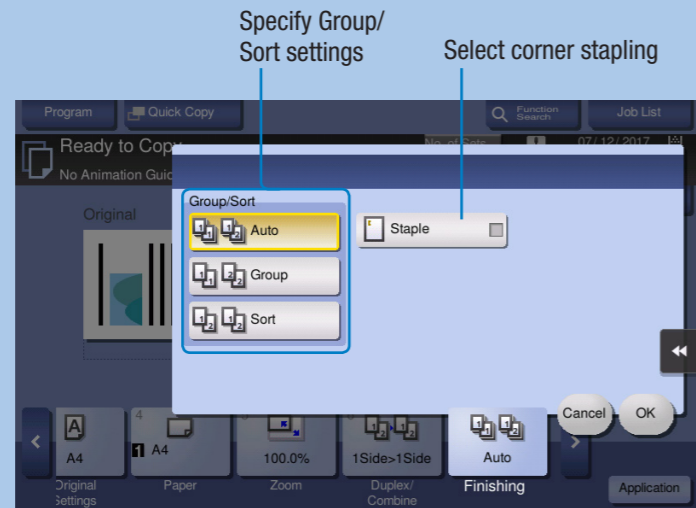 Specify Group/
Sort settings
Select corner stapling
Program
Quick Copy
Function
Search
Job List
Ready to Copy
No. of Sets
07/12/2017
No Animation Guid
Original
Group/Sort
Auto
Staple
Group
Sort
Cancel
OK
4
A
A4
1 A4
100.0%
1Side>1Side
Auto
Original
Settings
Paper
Zoom
Duplex/
Combine
Finishing
Application